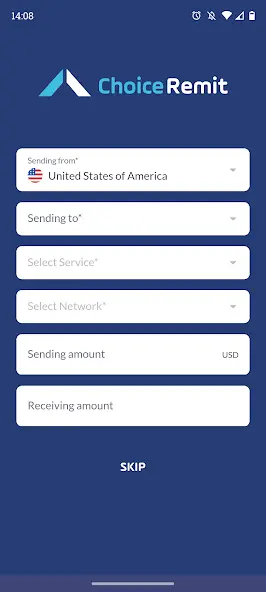 14:08
ChoiceRemit
Sending from*
United States of America
Sending to*
Select Service*
Select Network*
Sending amount USD
Receiving amount
SKIP